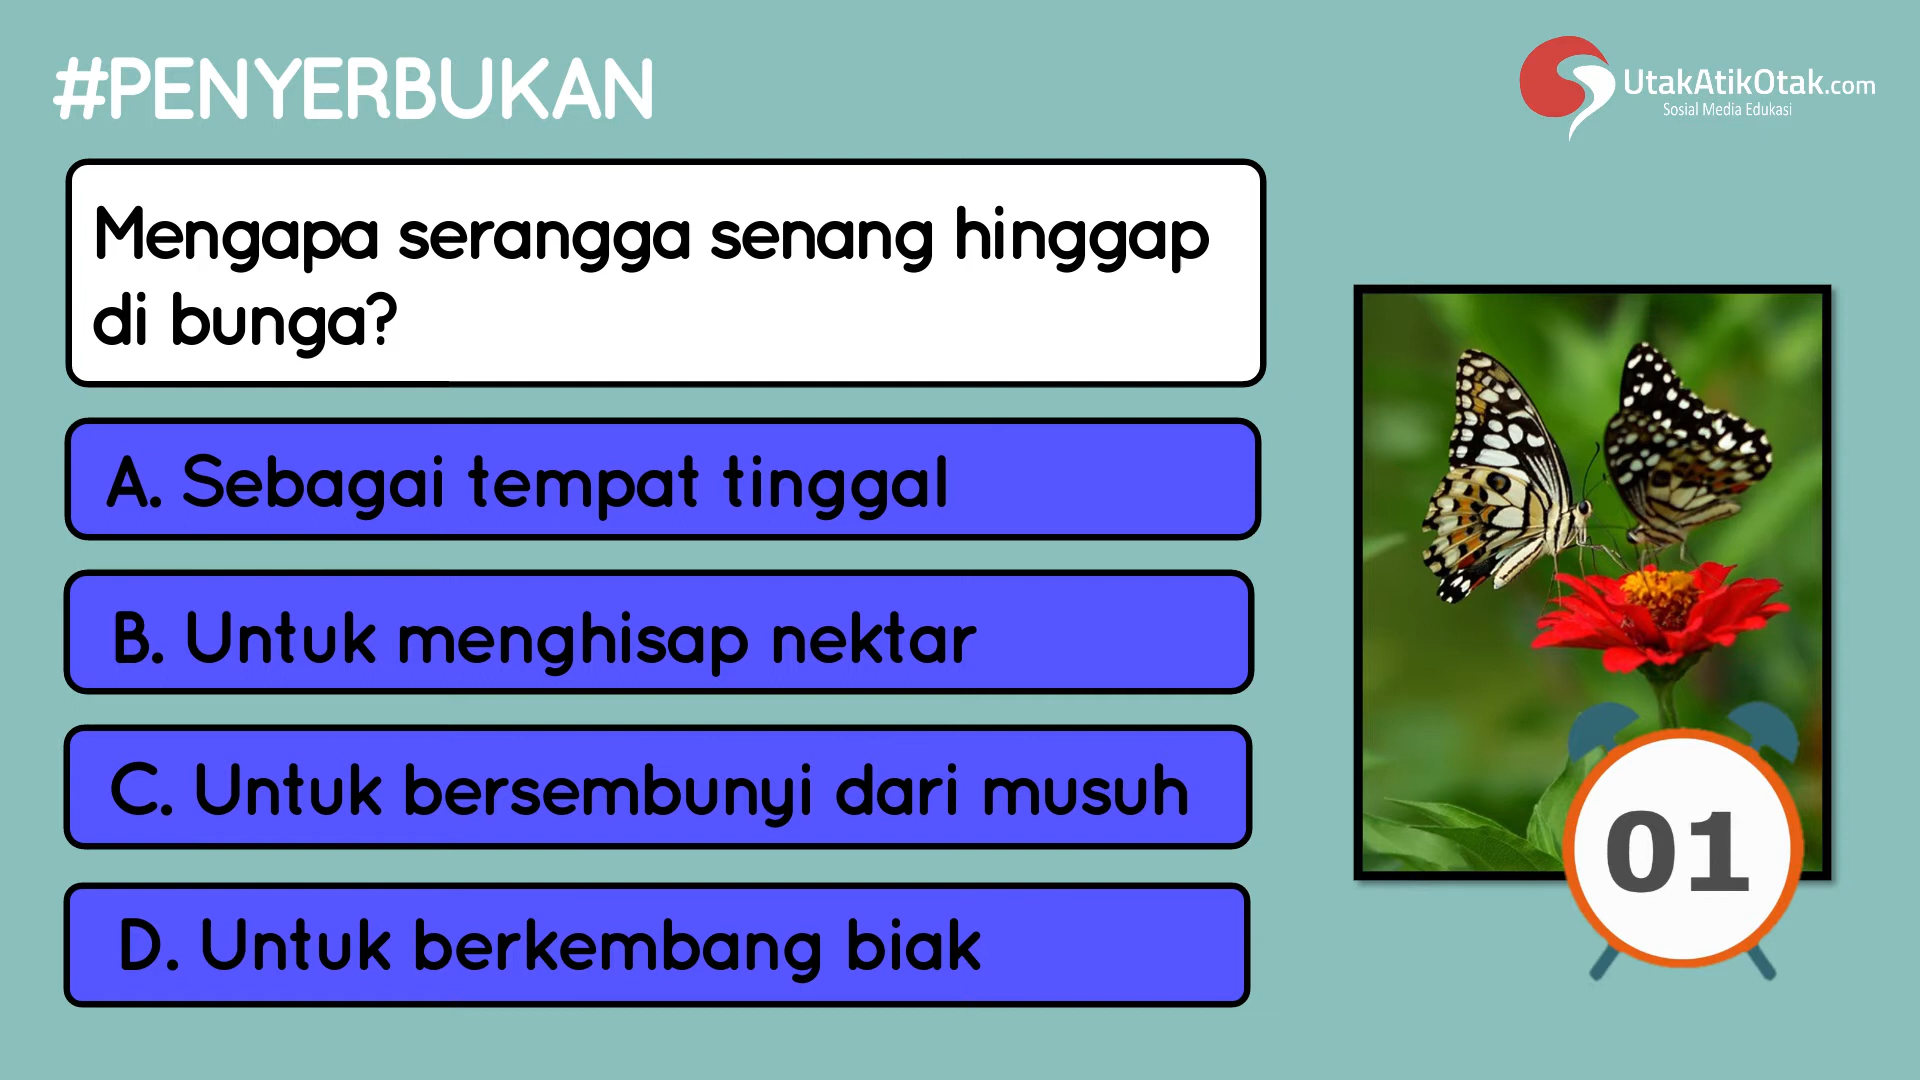 #PENYERBUKAN
UtakAtikOtak.com
Sosial Media Edukasi
Mengapa serangga senang hinggap
di bunga?
A. Sebagai tempat tinggal
B. Untuk menghisap nektar
C. Untuk bersembunyi dari musuh
D. Untuk berkembang biak
01